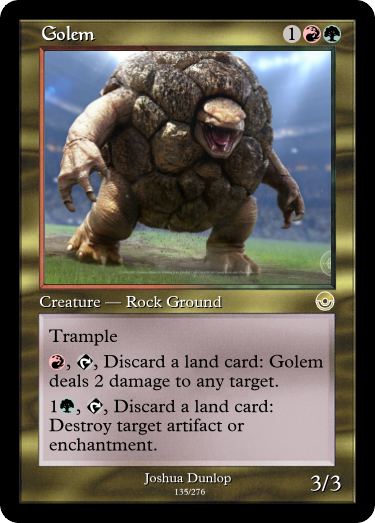 Golem 1
Creature — Rock Ground
Trample
, , Discard a land card: Golem
deals 2 damage to any target.
1 , , Discard a land card:
Destroy target artifact or
enchantment.
Joshua Dunlop
135/276
3/3